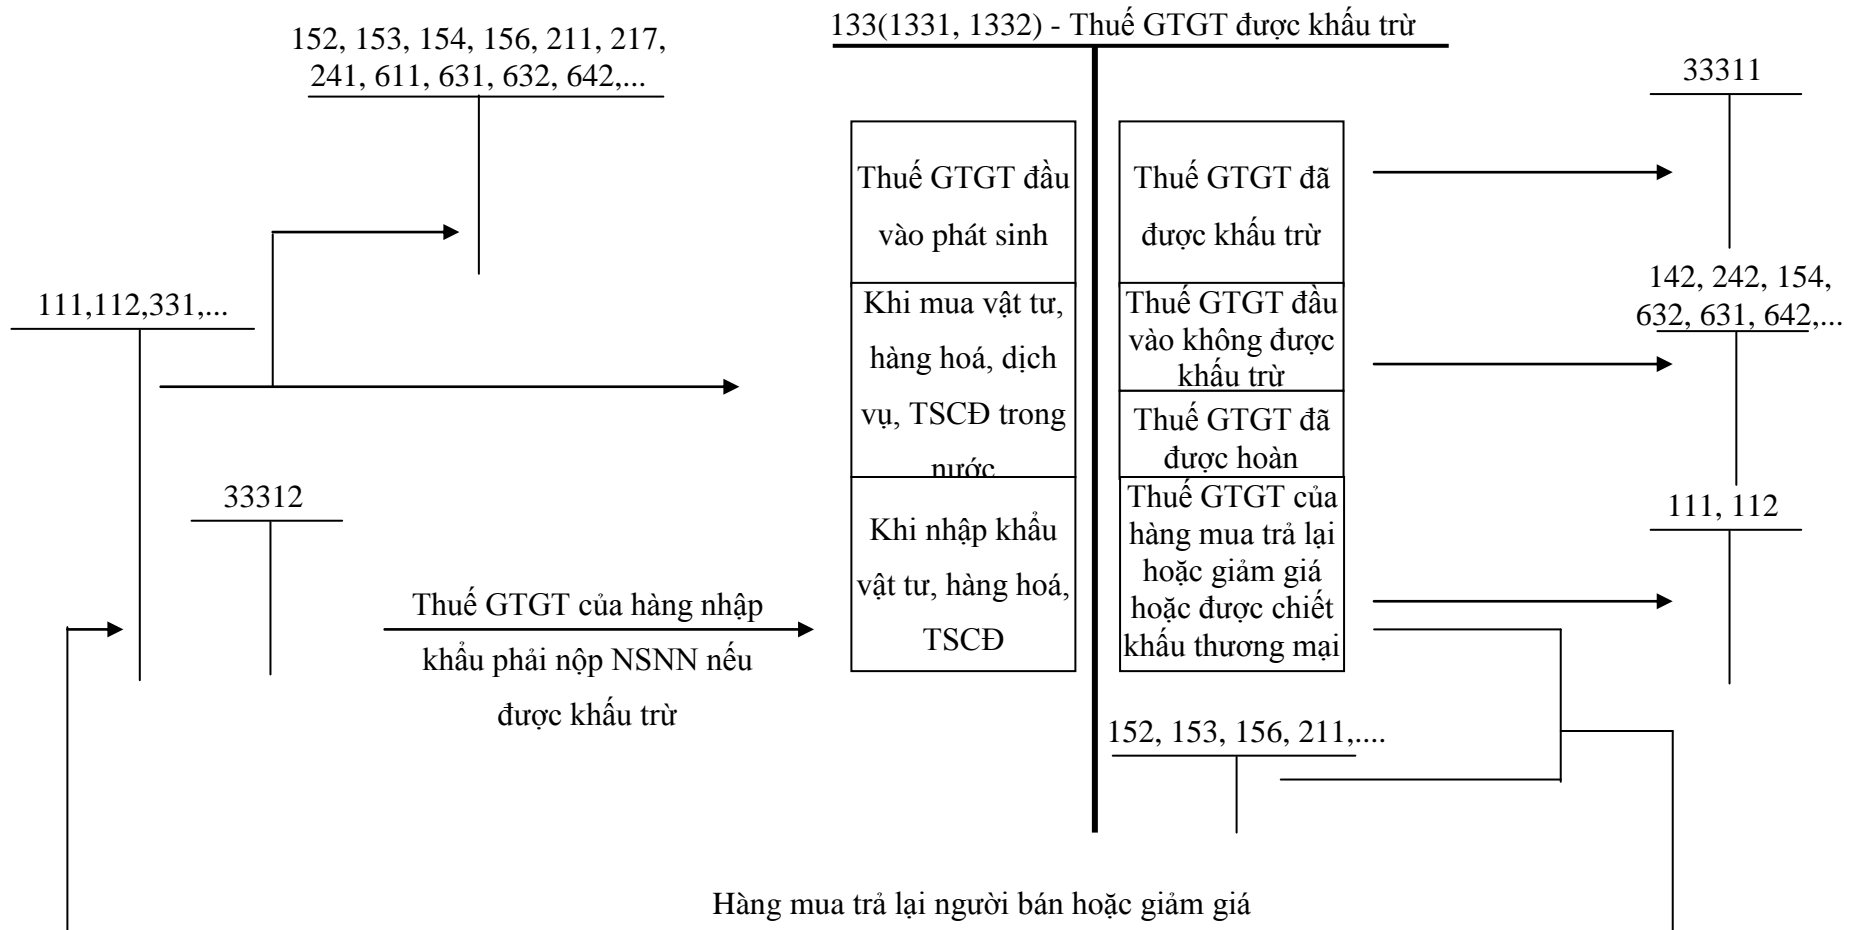 133(1331, 1332) - Thuế GTGT được khấu trừ
152, 153, 154, 156, 211, 217,
241, 611, 631, 632, 642,...
33311
Thuế GTGT đầu
vào phát sinh
Thuế GTGT đã
được khấu trừ
111,112,331,...
Khi mua vật tư,
hàng hoá, dịch
vụ, TSCĐ trong
nước
Thuế GTGT đầu
vào không được
khấu trừ
142, 242, 154,
632, 631, 642,...
Thuế GTGT đã
được hoàn
33312
Thuế GTGT của hàng nhập
khẩu phải nộp NSNN nếu
được khấu trừ
Khi nhập khẩu
vật tư, hàng hoá,
TSCĐ
Thuế GTGT của
hàng mua trả lại
hoặc giảm giá
hoặc được chiết
khấu thương mại
111, 112
152, 153, 156, 211,....
Hàng mua trả lại người bán hoặc giảm giá